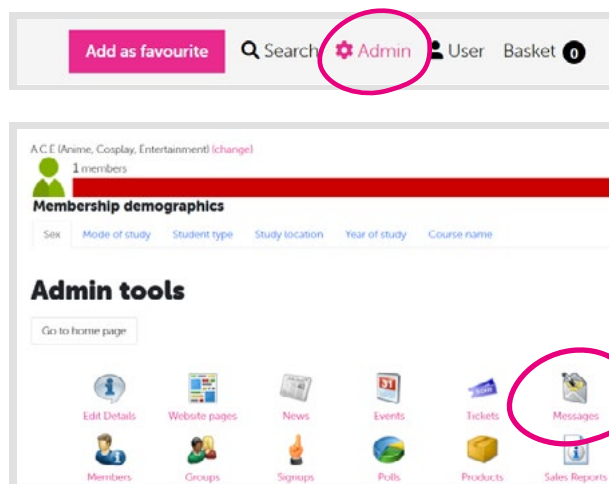 Add as favourite Search Admin User Basket 0
A.C.E (Anime, Cosplay, Entertainment) (change)
1 members
Membership demographics
Sex Mode of study Student type Study location Year of study Course name
Admin tools
Go to home page
31
Edit Details Website pages News Events Tickets Messages
Members Groups Signups Polls Products Sales Reports